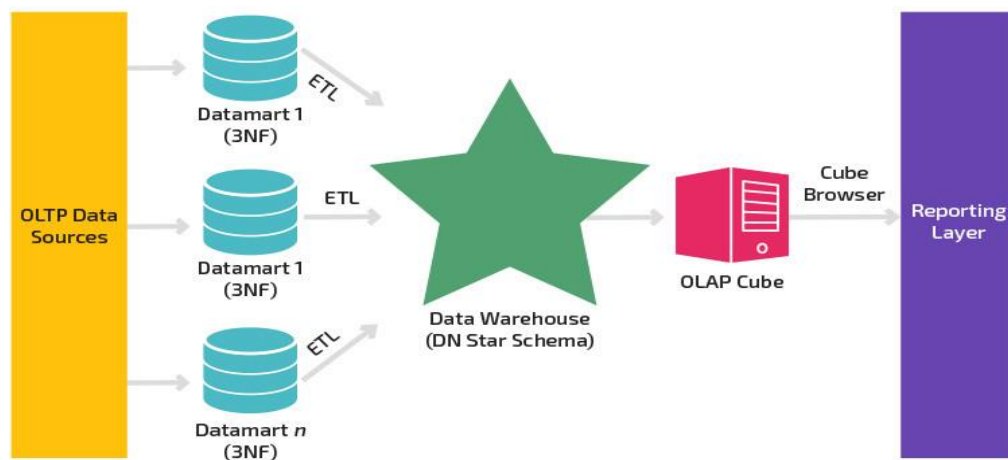 OLTP Data
Sources
Datamart 1
(3NF)
ETL
Datamart 1
(3NF)
ETL
Datamart n
(3NF)
ETL
Data Warehouse
(DN Star Schema)
OLAP Cube
Cube
Browser
Reporting
Layer